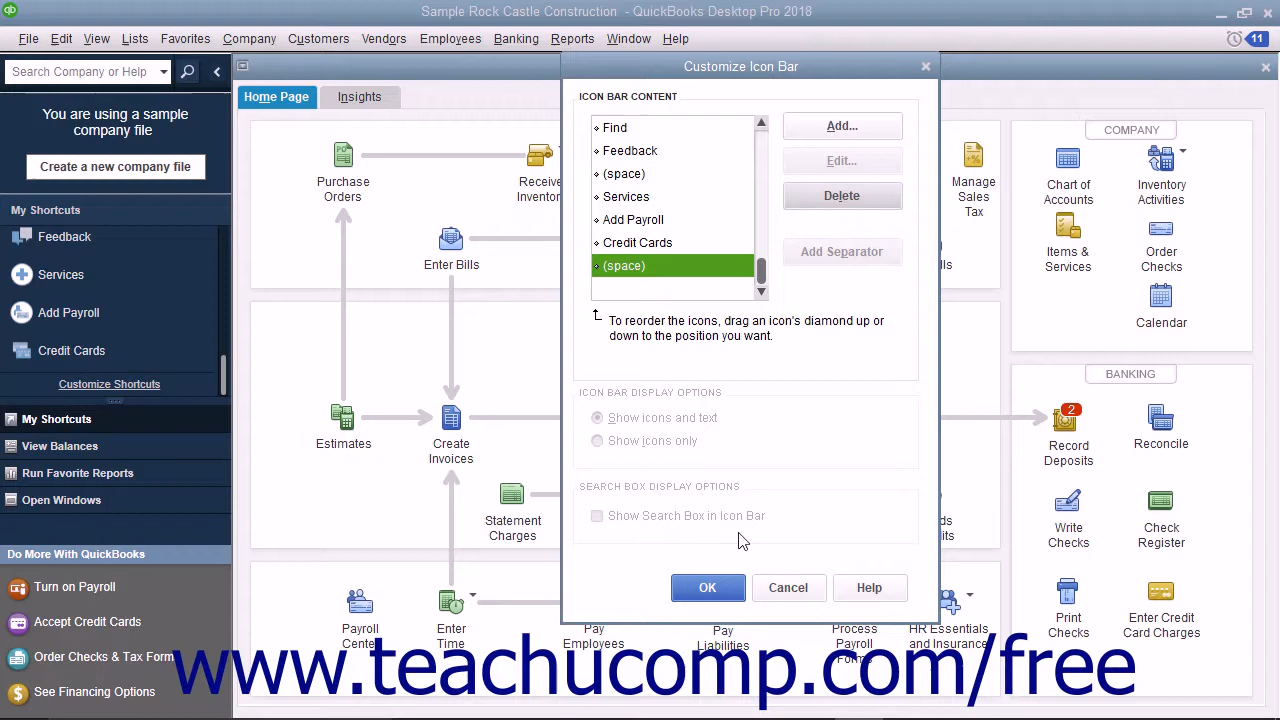 Sample Rock Castle Construction - QuickBooks Desktop Pro 2018
File Edit View Lists Favorites Company Customers Vendors Employees Banking Reports Window Help
11
Search Company or Help
You are using a sample
company file
Create a new company file
My Shortcuts
Feedback
Services
Add Payroll
Credit Cards
Customize Shortcuts
My Shortcuts
View Balances
Run Favorite Reports
Open Windows
Do More With QuickBooks
Turn on Payroll
Accept Credit Cards
Order Checks & Tax Form
See Financing Options
Home Page
Insights
Purchase
Orders
Receive
Inventor
Enter Bills
Estimates
Create
Invoices
Statement
Charges
Payroll
Center
Enter
Time
Pay
Employees
Pay
Liabilities
Process
Payroll
Forms
HR Essentials
and Insurance
Manage
Sales
Tax
Customize Icon Bar
ICON BAR CONTENT
Find
Feedback
(space)
Services
Add Payroll
Credit Cards
(space)
Add...
Edit...
Delete
Add Separator
To reorder the icons, drag an icon's diamond up or
down to the position you want.
ICON BAR DISPLAY OPTIONS
Show icons and text
Show icons only
SEARCH BOX DISPLAY OPTIONS
Show Search Box in Icon Bar
OK
Cancel
Help
COMPANY
Chart of
Accounts
Inventory
Activities
Items &
Services
Order
Checks
Calendar
BANKING
2
Record
Deposits
Reconcile
Write
Checks
Check
Register
Print
Checks
Enter Credit
Card Charges
www.teachucomp.com/free